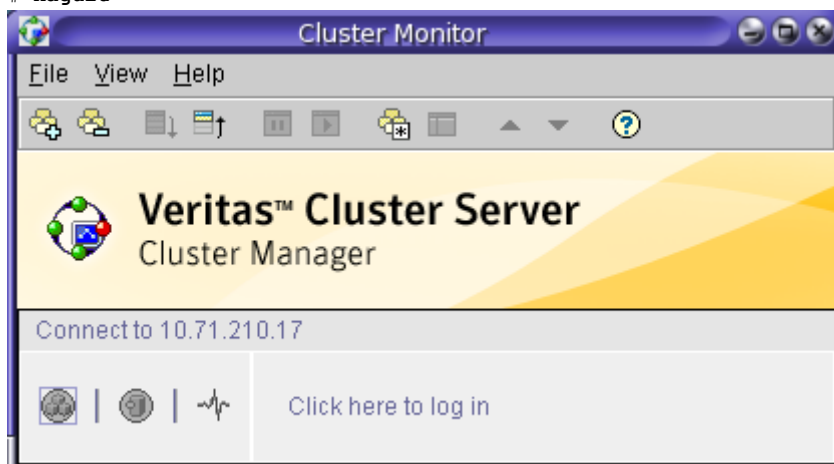 Cluster Monitor
File View Help
Veritas™ Cluster Server
Cluster Manager
Connect to 10.71.210.17
Click here to log in